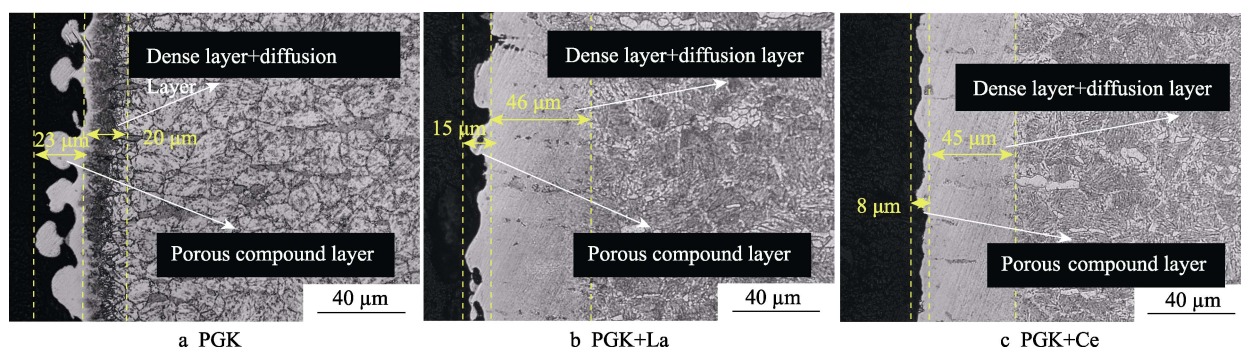 Dense layer+diffusion
Layer
23 μm
20 μm
Porous compound layer
40 μm
a PGK
Dense layer+diffusion layer
46 μm
15 μm
Porous compound layer
40 μm
b PGK+La
Dense layer+diffusion layer
45 μm
8 μm
Porous compound layer
40 μm
c PGK+Ce